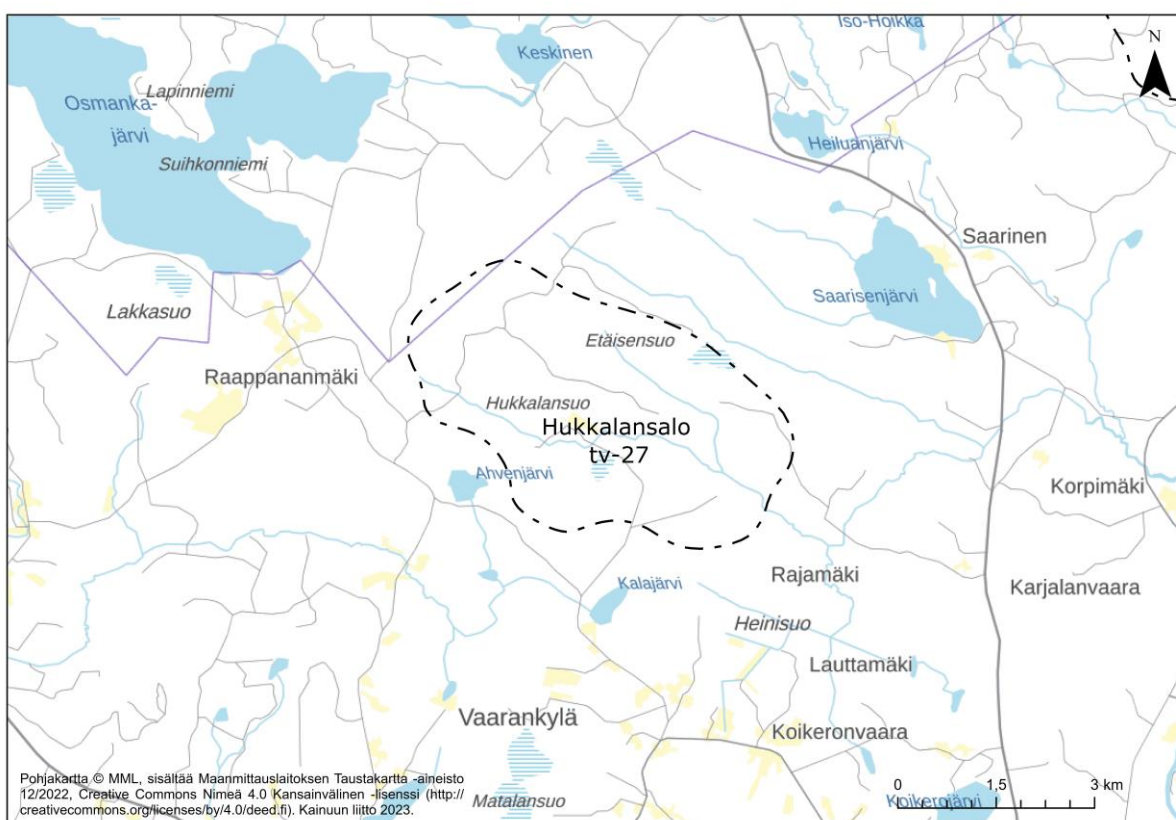 Iso-Hoikka
Keskinen
N
Lapinniemi
Osmanka-
järvi
Heiluanjärvi
Suihkonniemi
Saarinen
Saarisenjärvi
Lakkasuo
Etäisensuo
Raappananmäki
Hukkalansuo
Hukkalansalo
tv-27
Ahvenjärvi
Korpimäki
Kalajärvi
Rajamäki
Karjalanvaara
Heinisuo
Lauttamäki
Vaarankylä
Koikeronvaara
Pohjakartta © MML, sisältää Maanmittauslaitoksen Taustakartta -aineisto
12/2022, Creative Commons Nimeä 4.0 Kansainvälinen -lisenssi (http://
creativecommons.org/licenses/by/4.0/deed.fi). Kainuun liitto 2023.
Matalansuo
0 1,5 3 km
Koikerojärvi